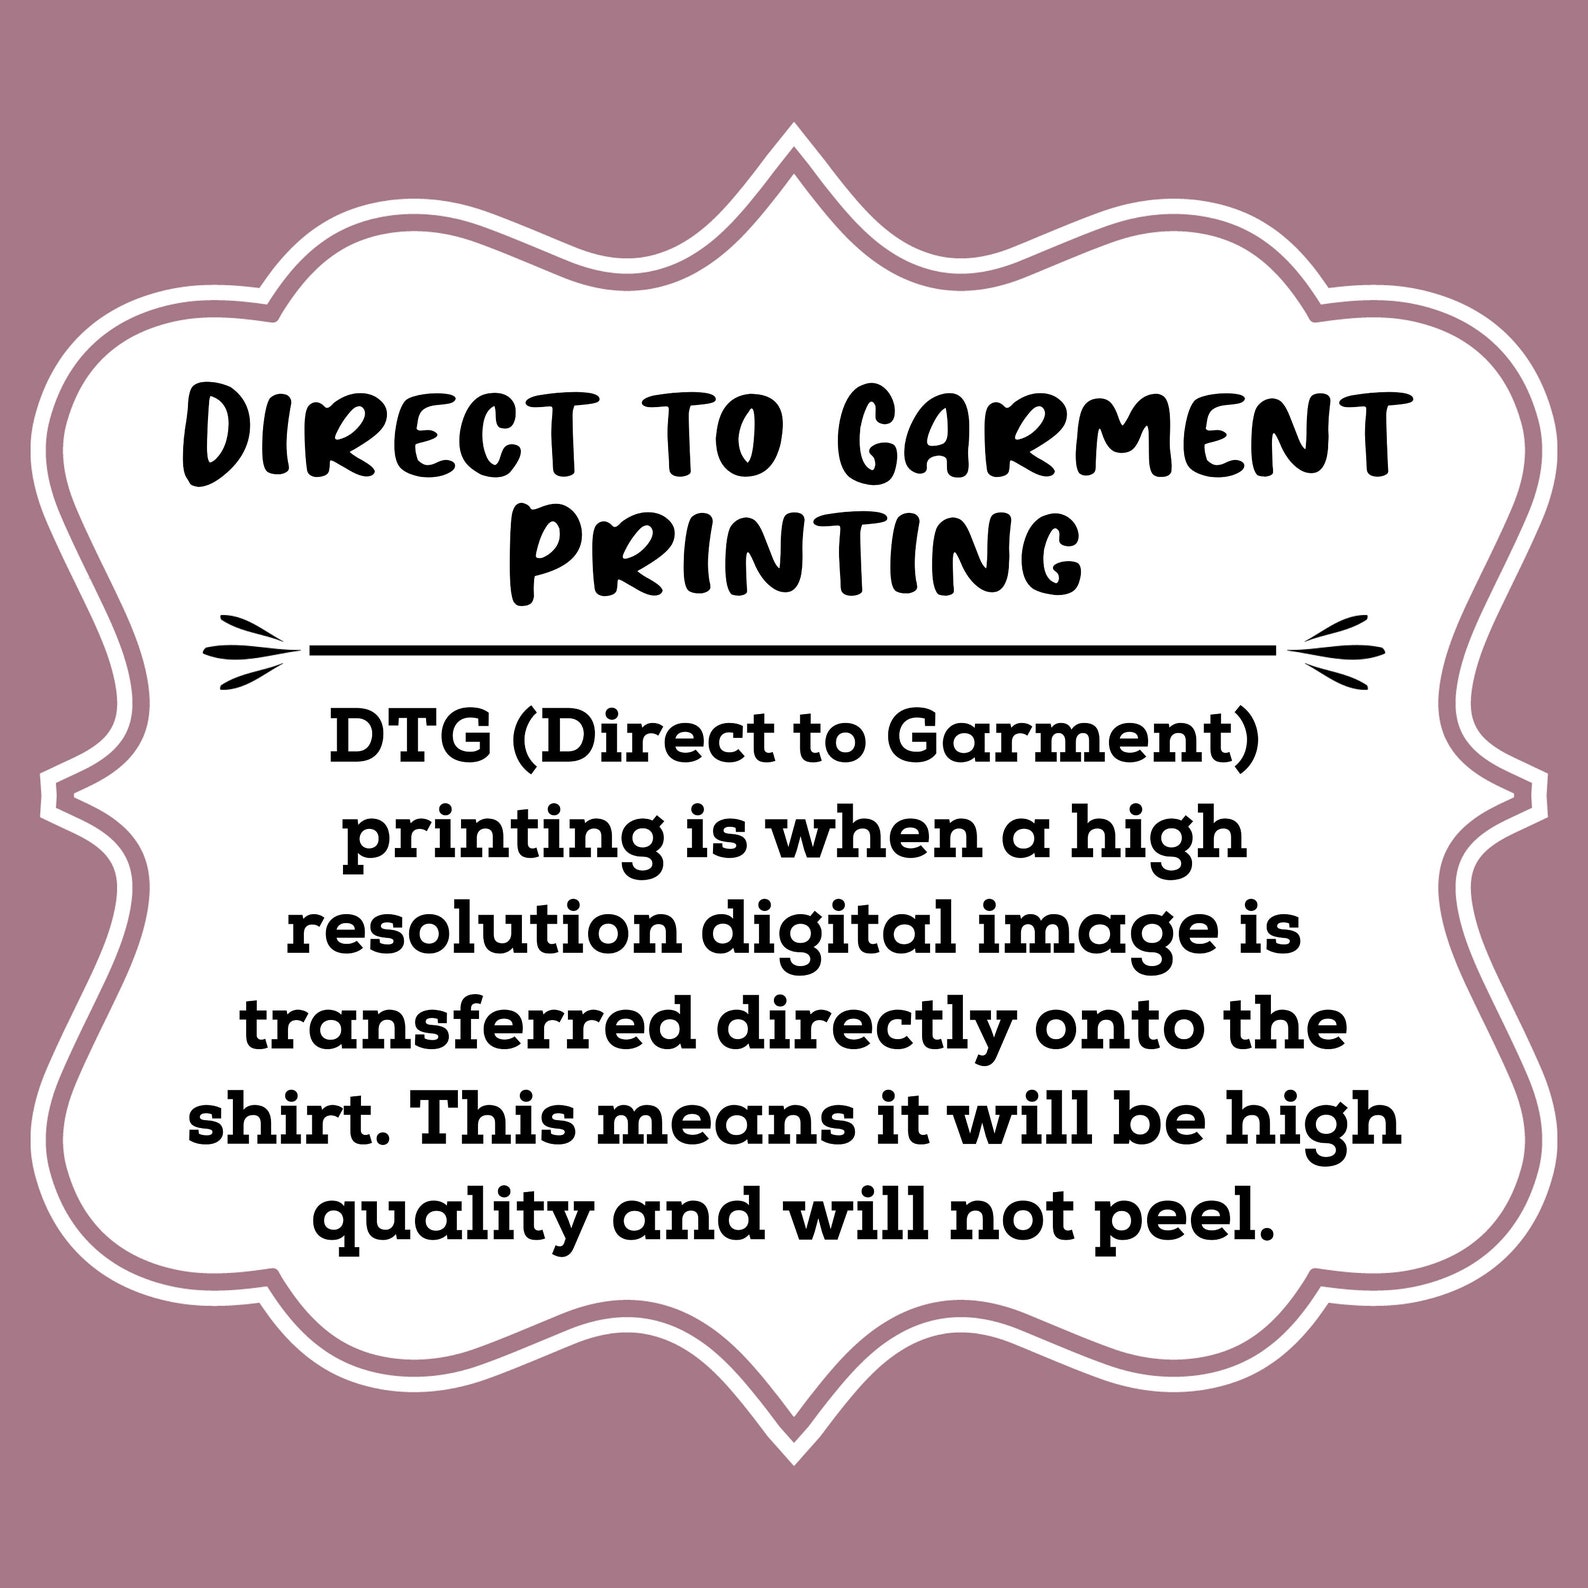 Direct to Garment
Printing
DTG (Direct to Garment)
printing is when a high
resolution digital image is
transferred directly onto the
shirt. This means it will be high
quality and will not peel.